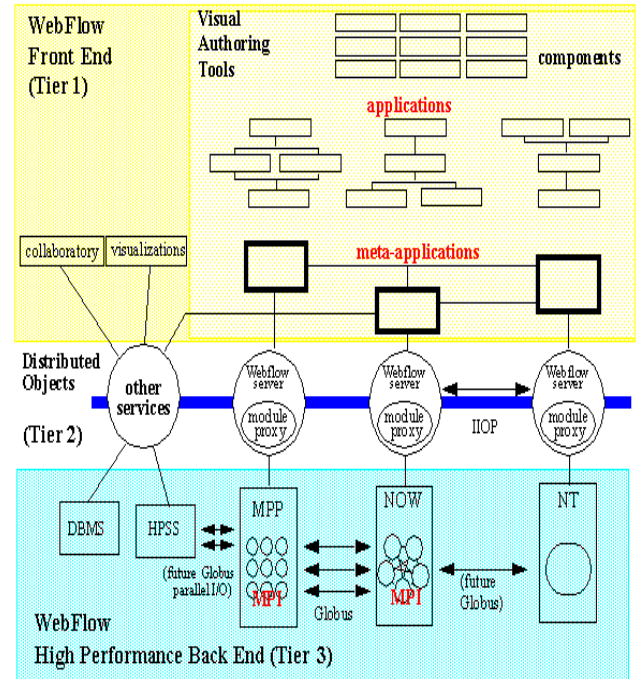 WebFlow
Front End
(Tier 1)
Visual
Authoring
Tools
components
applications
collaboratory
visualizations
meta-applications
Distributed
Objects
(Tier 2)
other
services
Webflow
server
module
proxy
Webflow
server
module
proxy
IIOP
Webflow
server
module
proxy
DBMS
HPSS
(future Globus
parallel I/O)
MPP
MPI
Globus
NOW
MPI
(future
Globus)
NT
WebFlow
High Performance Back End (Tier 3)